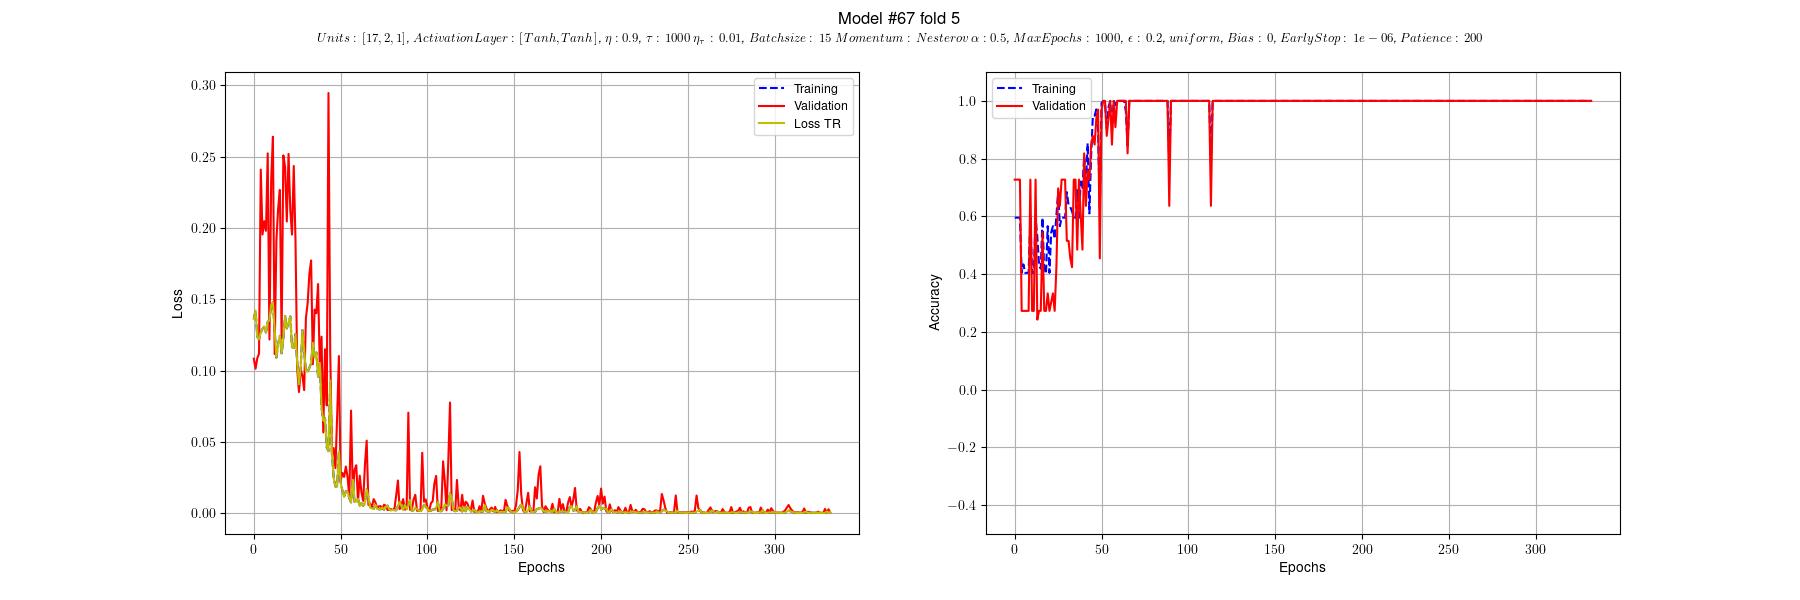 Model #67 fold 5
Units : [17, 2, 1], ActivationLayer : [Tanh, Tanh], η : 0.9, τ : 1000 ητ : 0.01, Batchsize : 15 Momentum : Nesterov α : 0.5, MaxEpochs : 1000, ϵ : 0.2, uniform, Bias : 0, EarlyStop : 1e − 06, Patience : 200
Loss
0.30
0.25
0.20
0.15
0.10
0.05
0.00
0 50 100 150 200 250 300
Epochs
Training
Validation
Loss TR
Accuracy
1.0
0.8
0.6
0.4
0.2
0.0
−0.2
−0.4
0 50 100 150 200 250 300
Epochs
Training
Validation